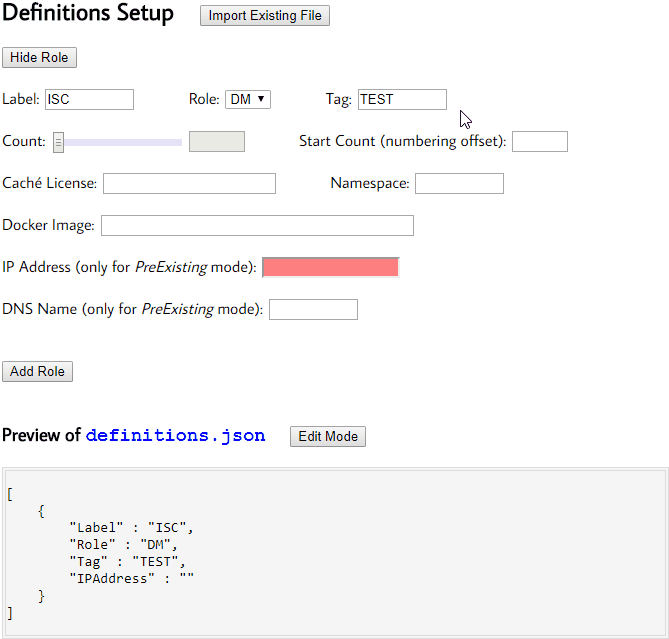 Definitions Setup Import Existing File
Hide Role
Label: ISC Role: DM Tag: TEST
Count: Start Count (numbering offset):
Caché License: Namespace:
Docker Image:
IP Address (only for PreExisting mode):
DNS Name (only for PreExisting mode):
Add Role
Preview of definitions.json Edit Mode
[
{
"Label" : "ISC",
"Role" : "DM",
"Tag" : "TEST",
"IPAddress" : ""
}
]